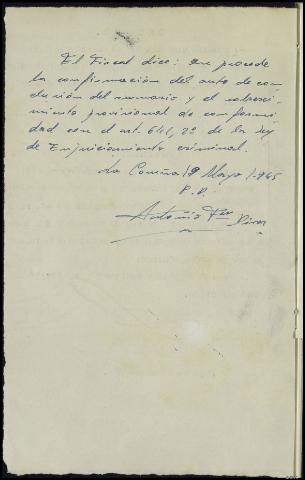 El Fiscal dice: que procede
la confirmación del auto de con-
clusión del sumario y el sobresei-
miento provisional de conformi-
dad con el art. 641, 2º de la ley
de Enjuiciamiento criminal.
La Coruña 19 Mayo 1.965
P.D.
Antonio Fer